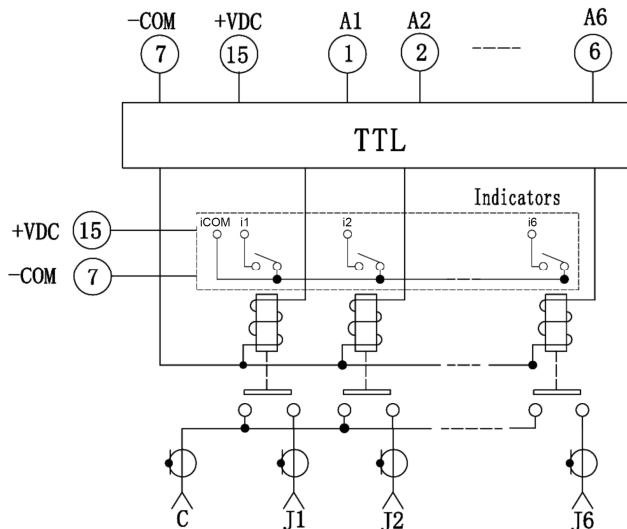 -COM +VDC A1 A2 A6
7 15 1 2 6
TTL
Indicators
iCOM i1 i2 i6
+VDC 15
-COM 7
C J1 J2 J6